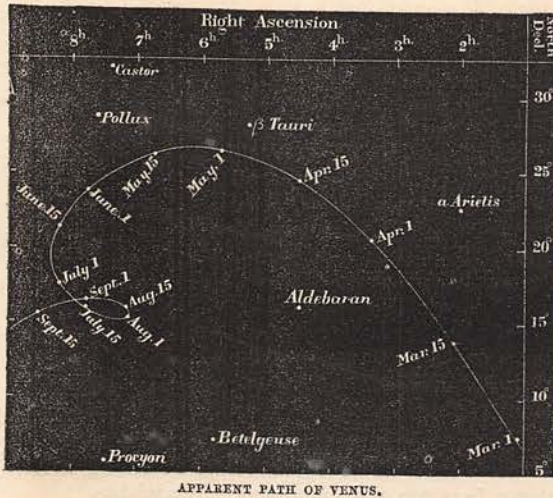 Right Ascension
8h. 7h. 6h. 5h. 4h. 3h. 2h.
Decl.
Castor
30°
Pollux
β Tauri
May.15
May.1
Apr.15
25°
June.1
June.15
α Arietis
Apr.1
20°
July.1
Sept.1
Aug.15
Aldebaran
15°
Sept.15
July.15
Aug.1
Mar.15
10°
Betelgeuse
Mar.1
Procyon
5°
APPARENT PATH OF VENUS.